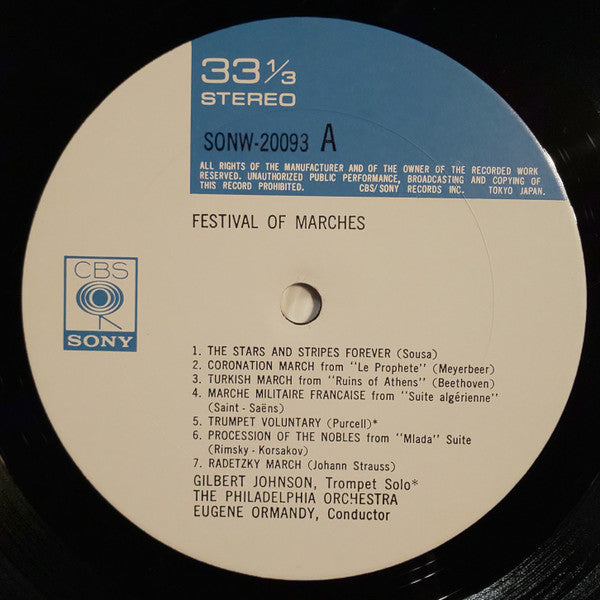 33 1/3
STEREO
SONW-20093 A
ALL RIGHTS OF THE MANUFACTURER AND OF THE OWNER OF THE RECORDED WORK
RESERVED. UNAUTHORIZED PUBLIC PERFORMANCE, BROADCASTING AND COPYING OF
THIS RECORD PROHIBITED. CBS/SONY RECORDS INC. TOKYO JAPAN.
FESTIVAL OF MARCHES
CBS
SONY
1. THE STARS AND STRIPES FOREVER (Sousa)
2. CORONATION MARCH from "Le Prophete" (Meyerbeer)
3. TURKISH MARCH from "Ruins of Athens" (Beethoven)
4. MARCHE MILITAIRE FRANCAISE from "Suite algérienne"
(Saint-Saëns)
5. TRUMPET VOLUNTARY (Purcell)*
6. PROCESSION OF THE NOBLES from "Mlada" Suite
(Rimsky-Korsakov)
7. RADETZKY MARCH (Johann Strauss)
GILBERT JOHNSON, Trompet Solo*
THE PHILADELPHIA ORCHESTRA
EUGENE ORMANDY, Conductor